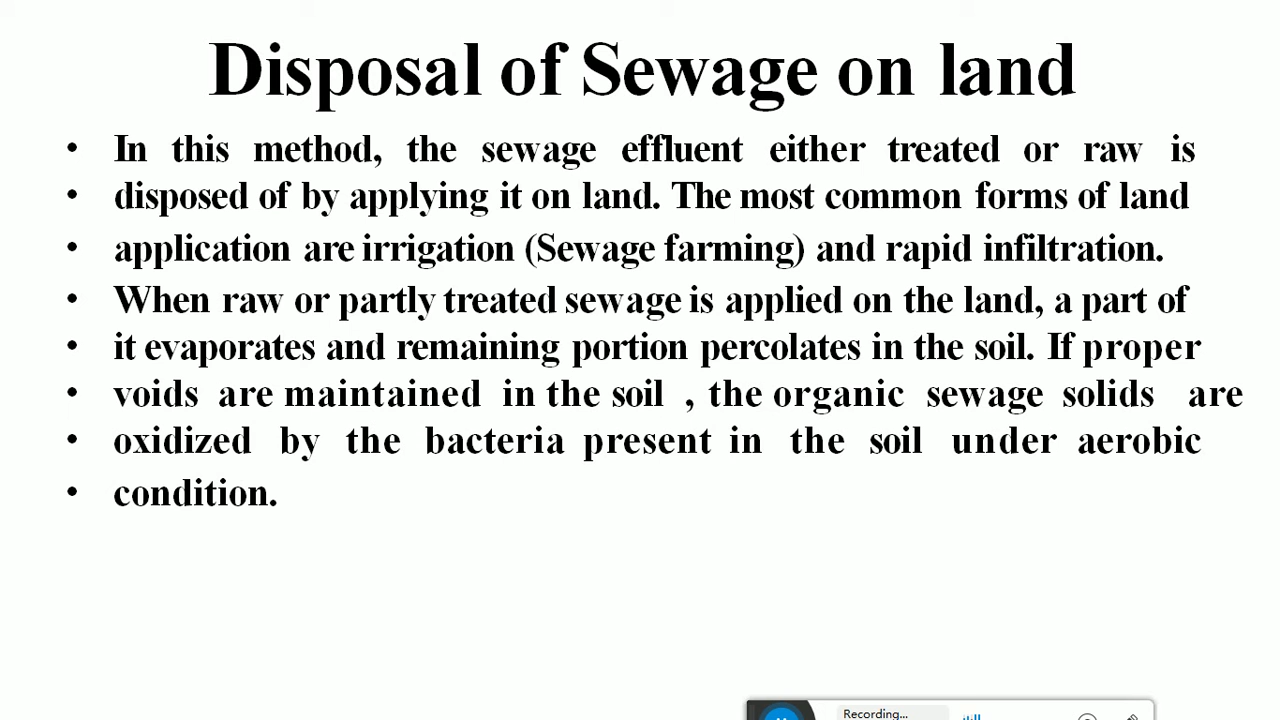 Disposal of Sewage on land
• In this method, the sewage effluent either treated or raw is
• disposed of by applying it on land. The most common forms of land
• application are irrigation (Sewage farming) and rapid infiltration.
• When raw or partly treated sewage is applied on the land, a part of
• it evaporates and remaining portion percolates in the soil. If proper
• voids are maintained in the soil , the organic sewage solids are
• oxidized by the bacteria present in the soil under aerobic
• condition.
Recording...